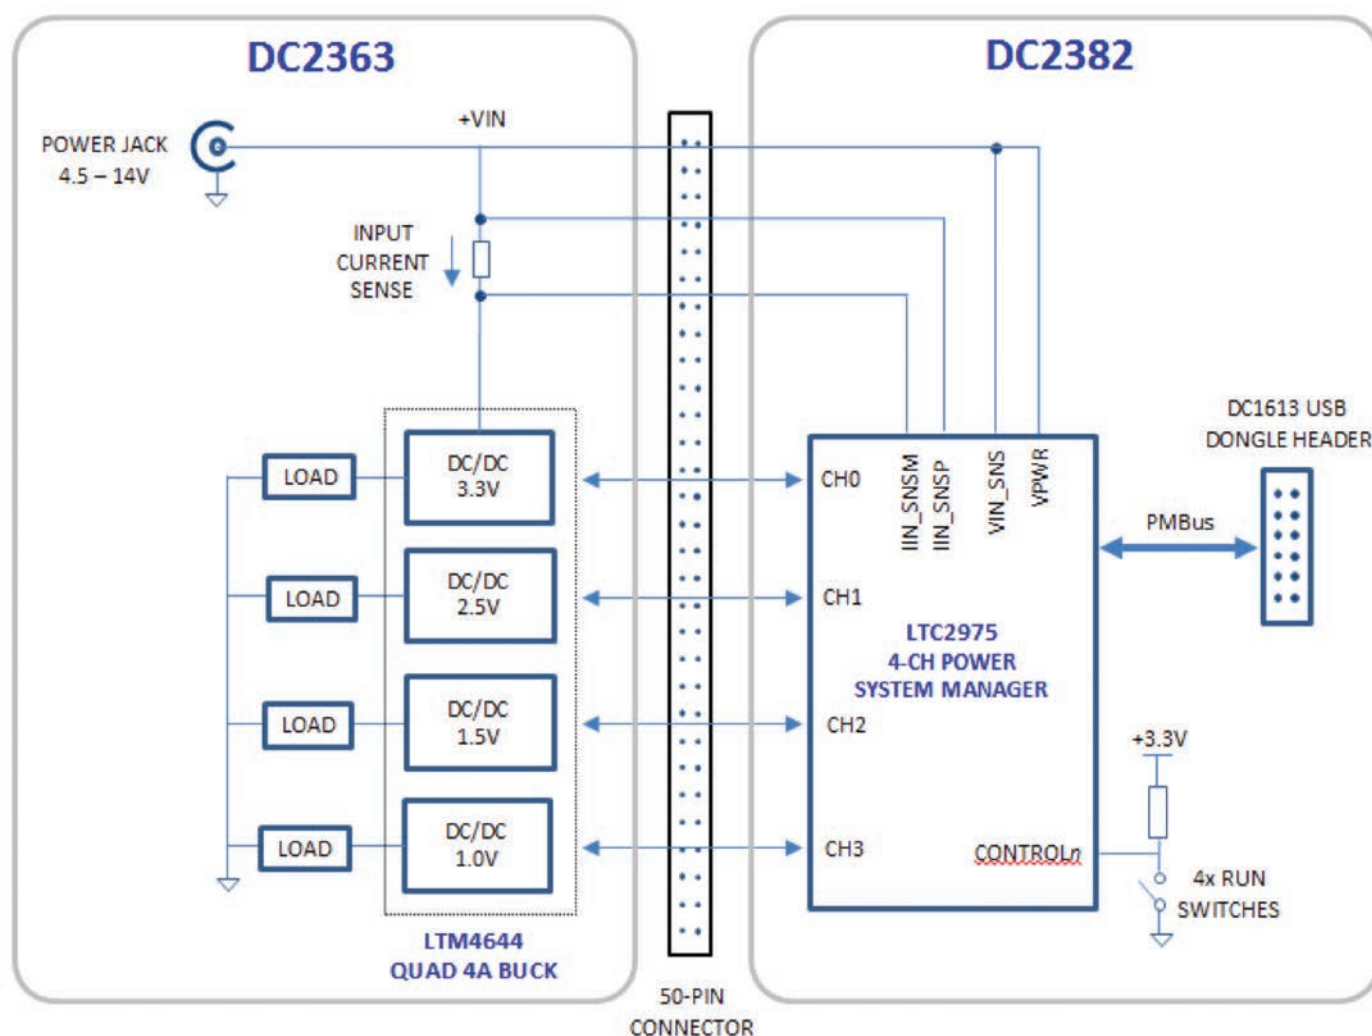 DC2363
DC2382
+VIN
POWER JACK
4.5 – 14V
INPUT
CURRENT
SENSE
DC1613 USB
DONGLE HEADER
IIN_SNSM
IIN_SNSP
VIN_SNS
VPWR
LOAD
DC/DC
3.3V
CH0
PMBus
LOAD
DC/DC
2.5V
CH1
LTC2975
4-CH POWER
SYSTEM MANAGER
LOAD
DC/DC
1.5V
CH2
+3.3V
LOAD
DC/DC
1.0V
CH3
CONTROLn
4x RUN
SWITCHES
LTM4644
QUAD 4A BUCK
50-PIN
CONNECTOR